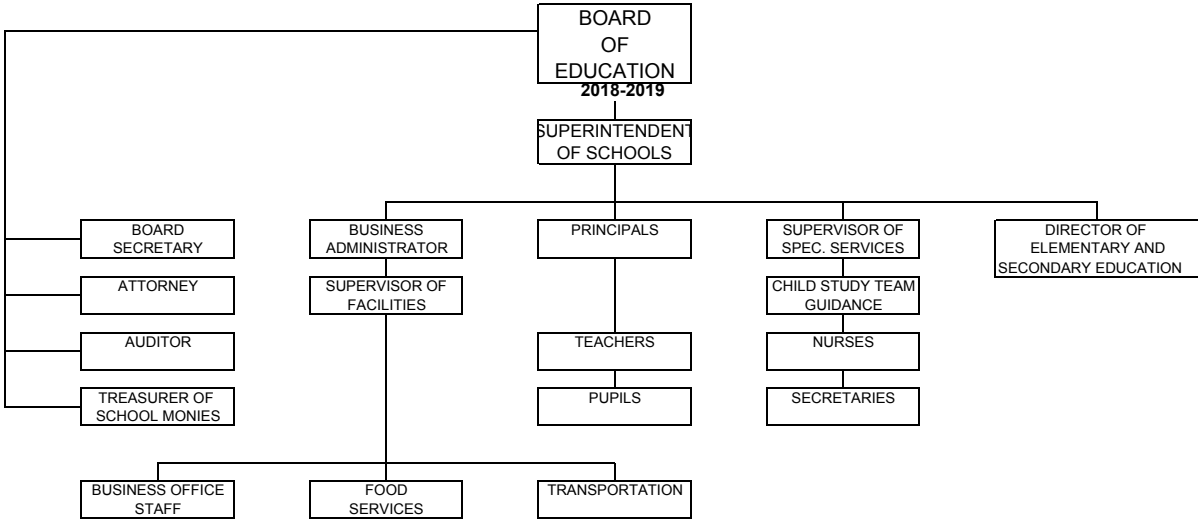 BOARD
OF
EDUCATION
2018-2019
SUPERINTENDENT
OF SCHOOLS
BOARD
SECRETARY
BUSINESS
ADMINISTRATOR
PRINCIPALS
SUPERVISOR OF
SPEC. SERVICES
DIRECTOR OF
ELEMENTARY AND
SECONDARY EDUCATION
ATTORNEY
SUPERVISOR OF
FACILITIES
CHILD STUDY TEAM
GUIDANCE
AUDITOR
TEACHERS
NURSES
TREASURER OF
SCHOOL MONIES
PUPILS
SECRETARIES
BUSINESS OFFICE
STAFF
FOOD
SERVICES
TRANSPORTATION